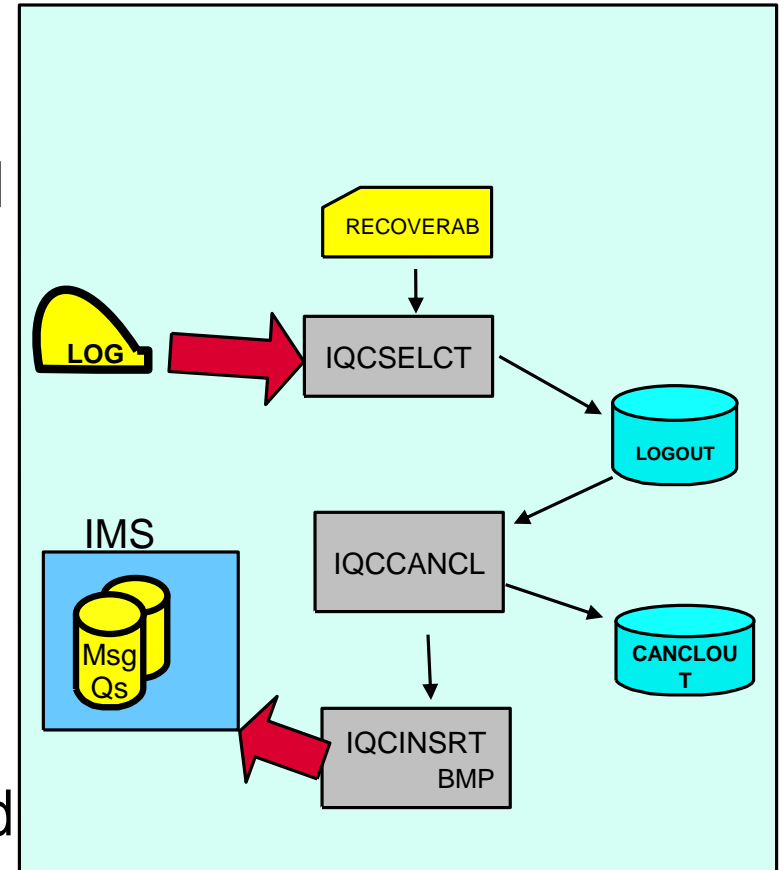 RECOVERAB
LOG
IQCSELCT
LOGOUT
IMS
IQCCANCL
Msg
Qs
CANCLOU
T
IQCINSRT
BMP
d